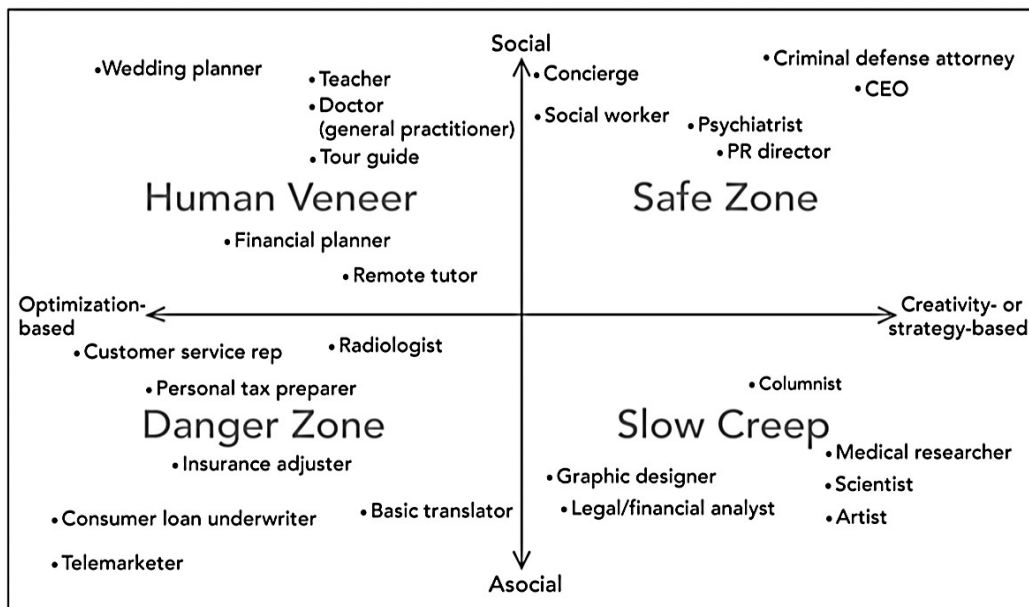 Social
• Wedding planner
• Teacher
• Doctor
(general practitioner)
• Tour guide
• Concierge
• Social worker
• Criminal defense attorney
• CEO
• Psychiatrist
• PR director
Human Veneer
Safe Zone
• Financial planner
• Remote tutor
Optimization-
based
Creativity- or
strategy-based
• Customer service rep
• Radiologist
• Personal tax preparer
Danger Zone
• Insurance adjuster
• Consumer loan underwriter
• Basic translator
• Telemarketer
• Columnist
Slow Creep
• Medical researcher
• Graphic designer
• Scientist
• Legal/financial analyst
• Artist
Asocial